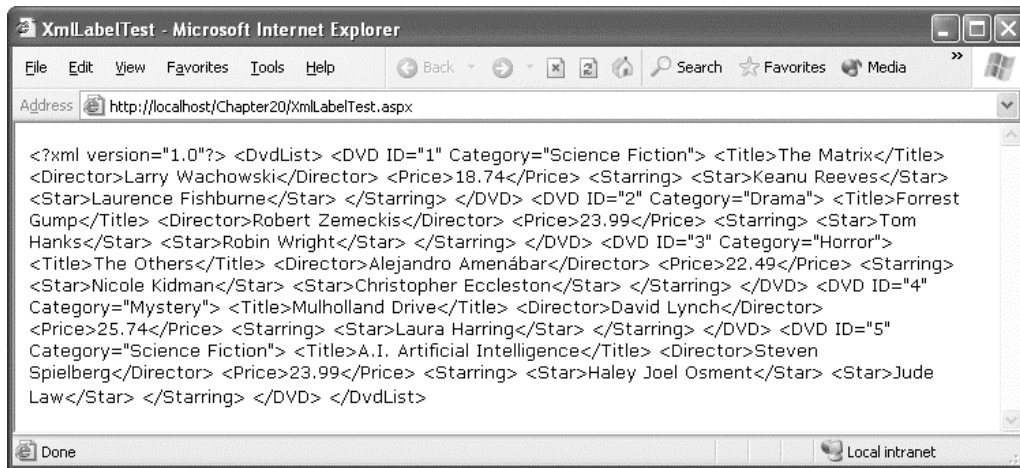 XmlLabelTest - Microsoft Internet Explorer
File Edit View Favorites Tools Help Back Search Favorites Media »
Address http://localhost/Chapter20/XmlLabelTest.aspx
<?xml version="1.0"?> <DvdList> <DVD ID="1" Category="Science Fiction"> <Title>The Matrix</Title>
<Director>Larry Wachowski</Director> <Price>18.74</Price> <Starring> <Star>Keanu Reeves</Star>
<Star>Laurence Fishburne</Star> </Starring> </DVD> <DVD ID="2" Category="Drama"> <Title>Forrest
Gump</Title> <Director>Robert Zemeckis</Director> <Price>23.99</Price> <Starring> <Star>Tom
Hanks</Star> <Star>Robin Wright</Star> </Starring> </DVD> <DVD ID="3" Category="Horror">
<Title>The Others</Title> <Director>Alejandro Amenábar</Director> <Price>22.49</Price> <Starring>
<Star>Nicole Kidman</Star> <Star>Christopher Eccleston</Star> </Starring> </DVD> <DVD ID="4"
Category="Mystery"> <Title>Mulholland Drive</Title> <Director>David Lynch</Director>
<Price>25.74</Price> <Starring> <Star>Laura Harring</Star> </Starring> </DVD> <DVD ID="5"
Category="Science Fiction"> <Title>A.I. Artificial Intelligence</Title> <Director>Steven
Spielberg</Director> <Price>23.99</Price> <Starring> <Star>Haley Joel Osment</Star> <Star>Jude
Law</Star> </Starring> </DVD> </DvdList>
Done Local intranet